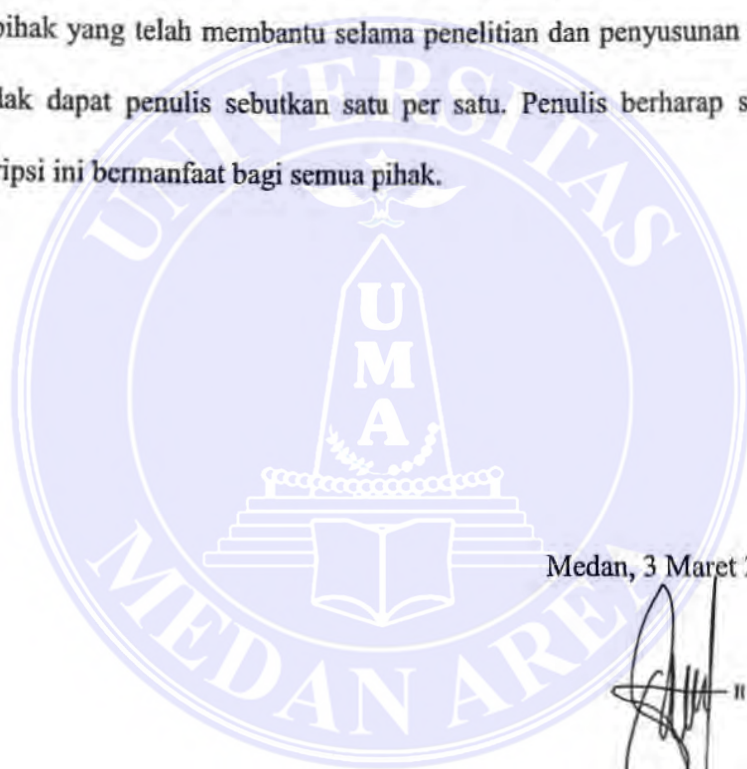 pihak yang telah membantu selama penelitian dan penyusunan
dak dapat penulis sebutkan satu per satu. Penulis berharap s
ripsi ini bermanfaat bagi semua pihak.
UNIVERSITAS
U
M
A
Medan, 3 Maret
MEDAN AREA